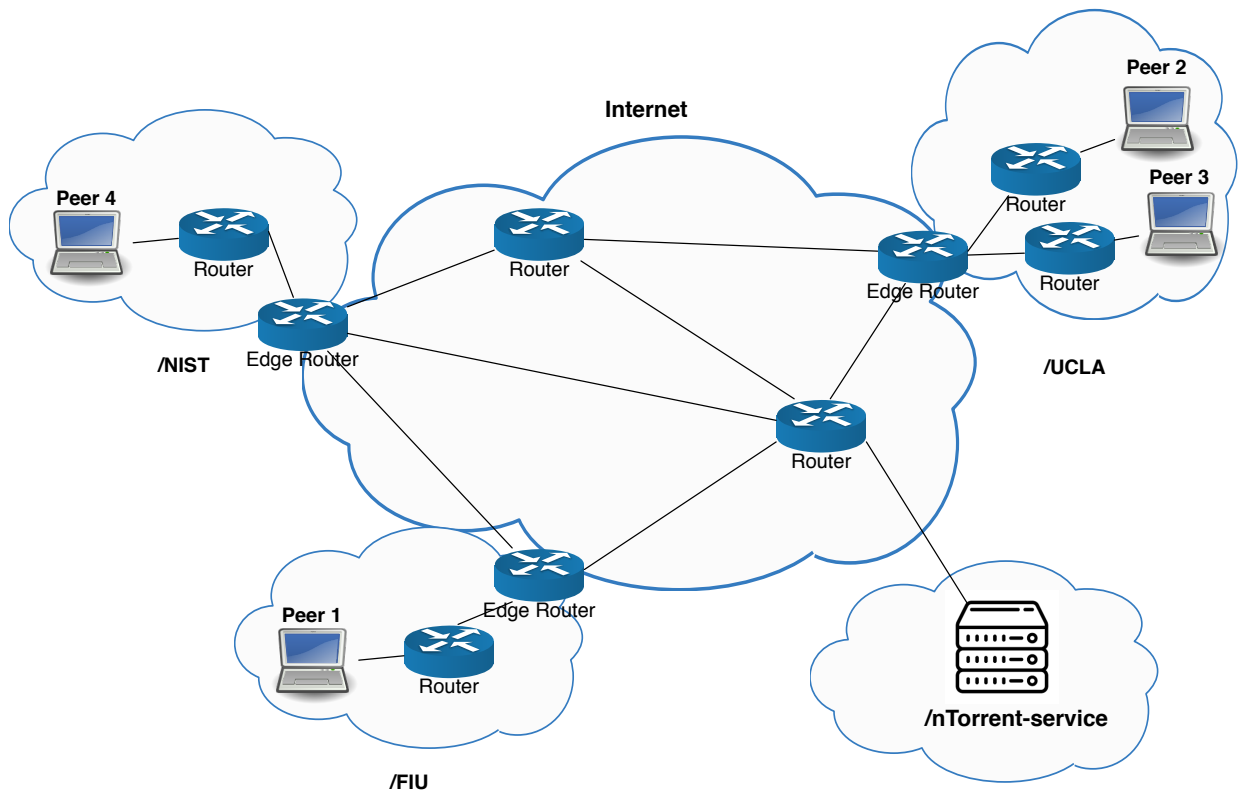 Peer 2
Internet
Peer 3
Peer 4
Router
Router
Router
Router
Edge Router
Edge Router
/NIST
/UCLA
Router
Peer 1
Edge Router
Router
/nTorrent-service
/FIU